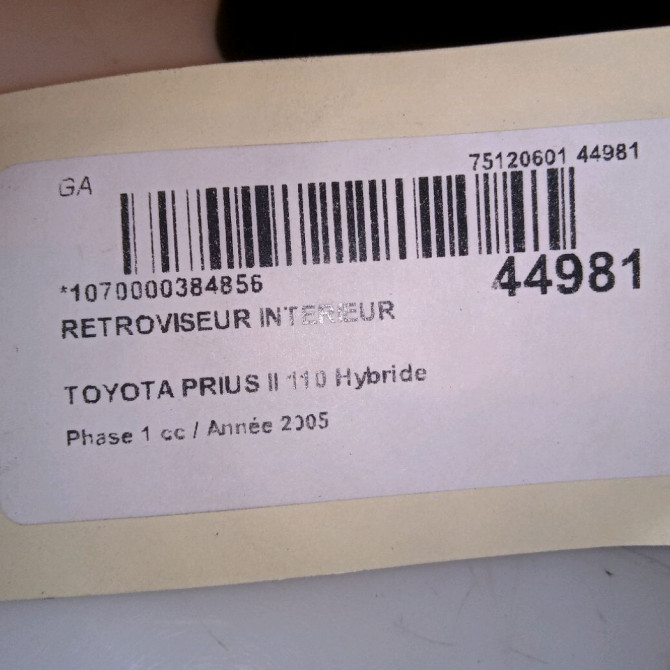 75120601 44981
GA
*1070000384856
44981
RETROVISEUR INTERIEUR
TOYOTA PRIUS II 110 Hybride
Phase 1 cc / Année 2005